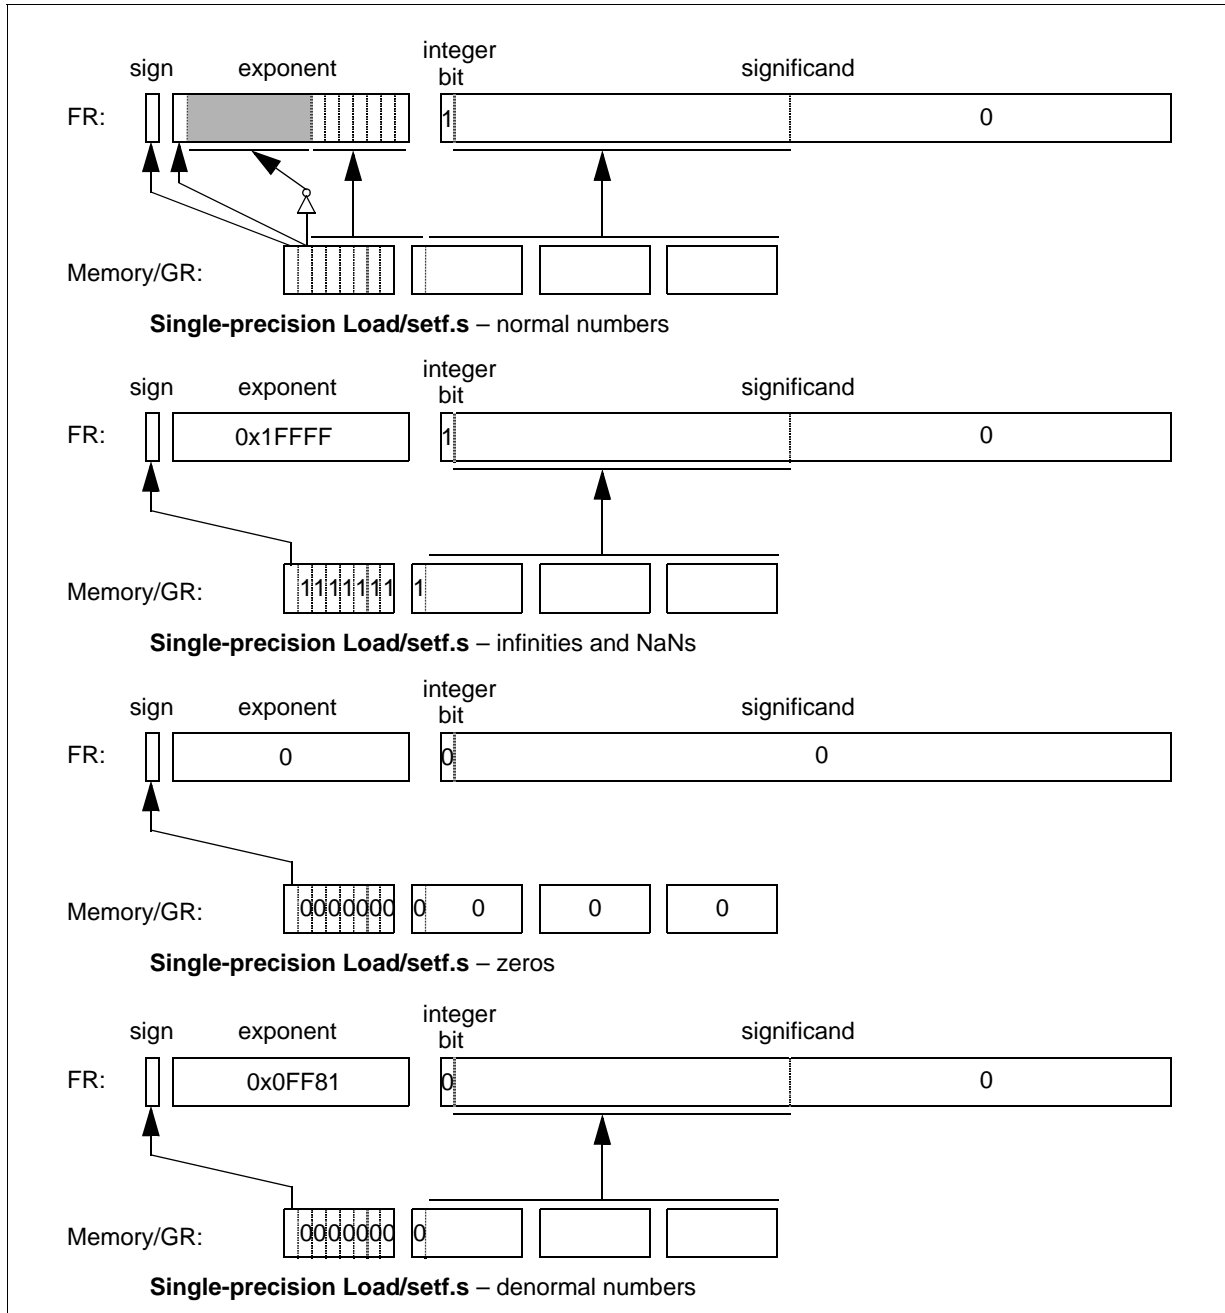 integer
sign exponent bit significand
FR: 1 0
Memory/GR:
Single-precision Load/setf.s – normal numbers
integer
sign exponent bit significand
FR: 0x1FFFF 1 0
Memory/GR: 1111111 1
Single-precision Load/setf.s – infinities and NaNs
integer
sign exponent bit significand
FR: 0 0 0
Memory/GR: 0000000 0 0 0 0
Single-precision Load/setf.s – zeros
integer
sign exponent bit significand
FR: 0x0FF81 0 0
Memory/GR: 0000000 0
Single-precision Load/setf.s – denormal numbers